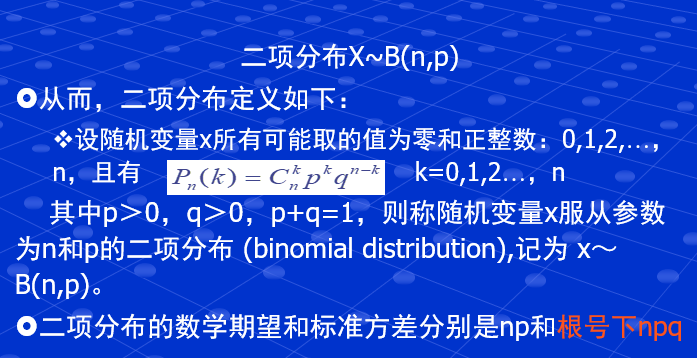 二项分布X~B(n,p)
从而，二项分布定义如下：
❖设随机变量x所有可能取的值为零和正整数：0,1,2,…，
n，且有 Pₙ(k) = Cₙᵏ pᵏ qⁿ⁻ᵏ k=0,1,2…，n
其中p＞0，q＞0，p+q=1，则称随机变量x服从参数
为n和p的二项分布 (binomial distribution),记为 x～
B(n,p)。
二项分布的数学期望和标准方差分别是np和根号下npq